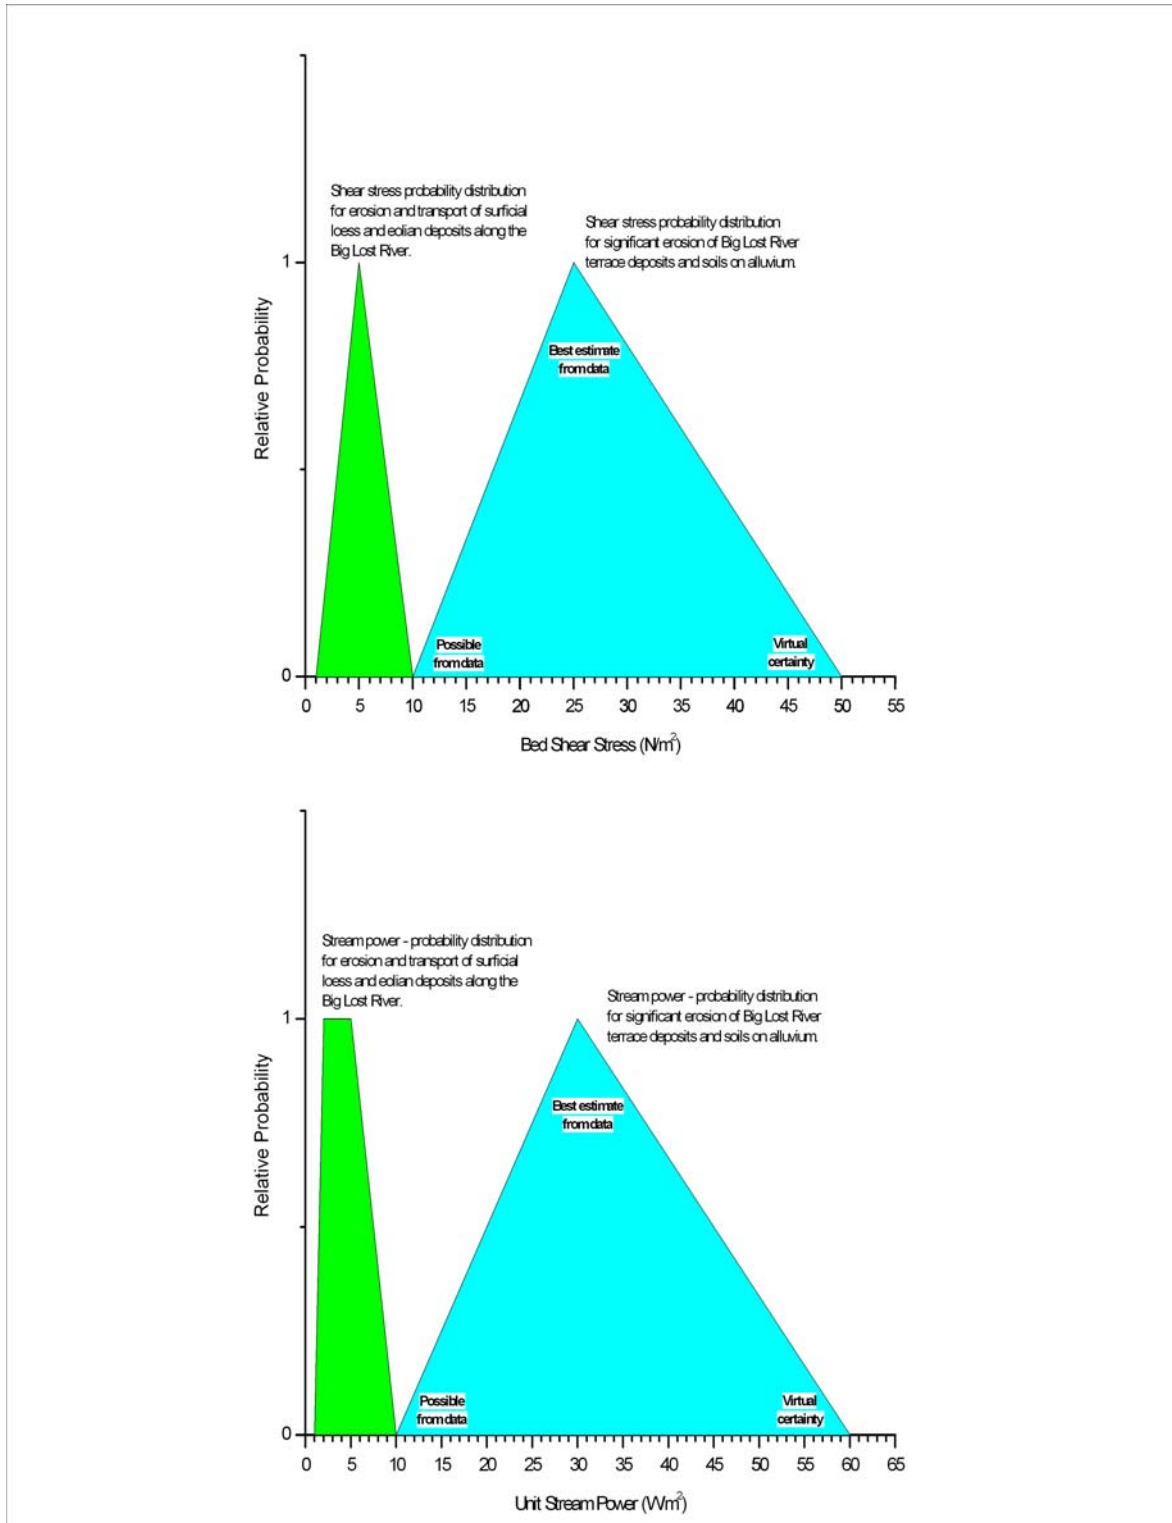 Shear stress probability distribution
for erosion and transport of surficial
loess and eolian deposits along the
Big Lost River.
Shear stress probability distribution
for significant erosion of Big Lost River
terrace deposits and soils on alluvium.
1
Relative Probability
Best estimate
from data
Possible
from data
Virtual
certainty
0
0 5 10 15 20 25 30 35 40 45 50 55
Bed Shear Stress (N/m²)
Stream power - probability distribution
for erosion and transport of surficial
loess and eolian deposits along the
Big Lost River.
Stream power - probability distribution
for significant erosion of Big Lost River
terrace deposits and soils on alluvium.
1
Relative Probability
Best estimate
from data
Possible
from data
Virtual
certainty
0
0 5 10 15 20 25 30 35 40 45 50 55 60 65
Unit Stream Power (W/m²)